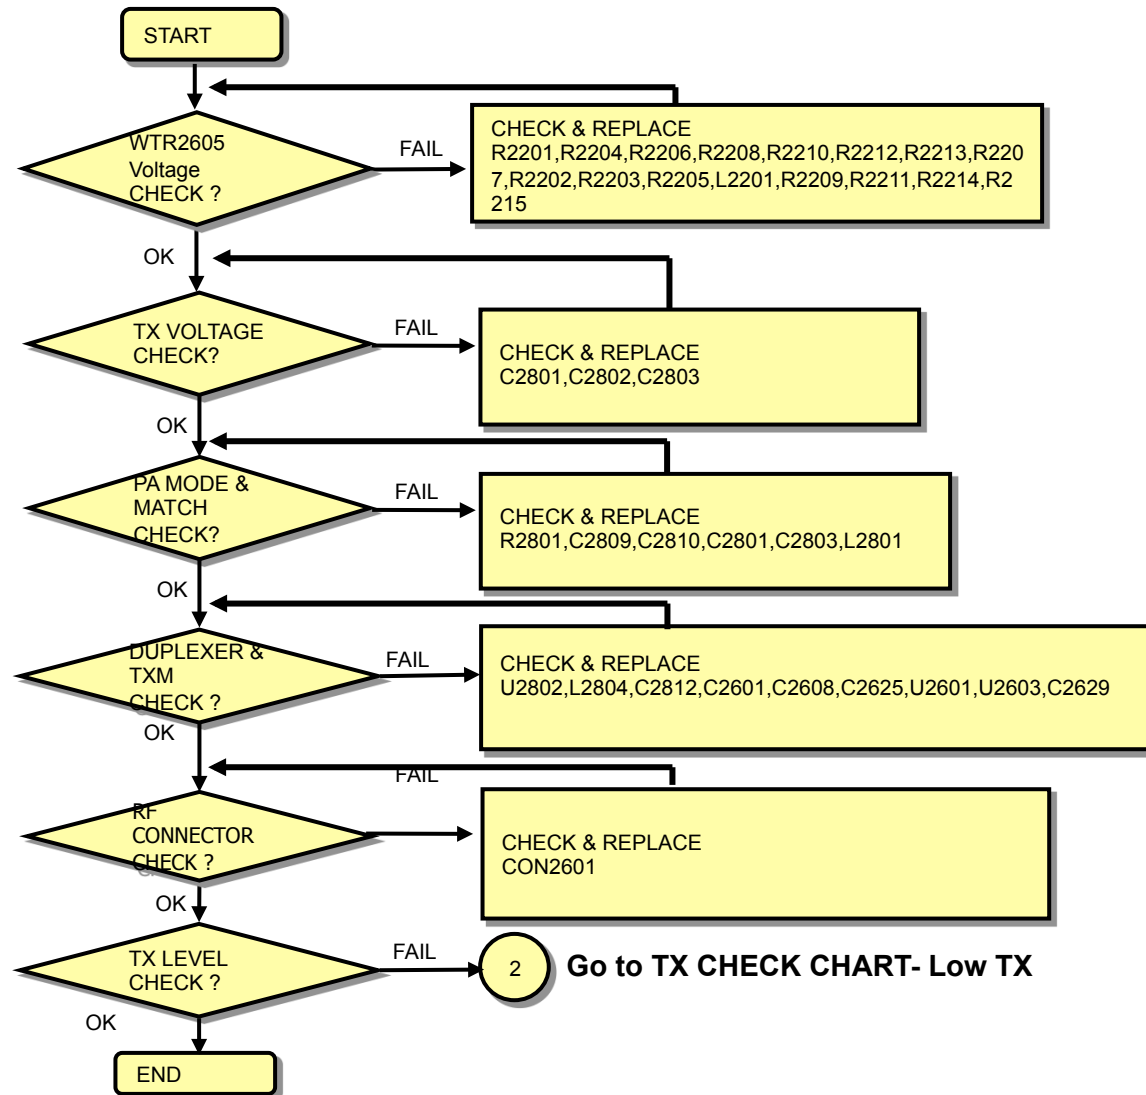 START
WTR2605
Voltage
CHECK ?
FAIL
CHECK & REPLACE
R2201,R2204,R2206,R2208,R2210,R2212,R2213,R220
7,R2202,R2203,R2205,L2201,R2209,R2211,R2214,R2
215
OK
TX VOLTAGE
CHECK?
FAIL
CHECK & REPLACE
C2801,C2802,C2803
OK
PA MODE &
MATCH
CHECK?
FAIL
CHECK & REPLACE
R2801,C2809,C2810,C2801,C2803,L2801
OK
DUPLEXER &
TXM
CHECK ?
FAIL
CHECK & REPLACE
U2802,L2804,C2812,C2601,C2608,C2625,U2601,U2603,C2629
OK
RF
CONNECTOR
CHECK ?
FAIL
CHECK & REPLACE
CON2601
OK
TX LEVEL
CHECK ?
FAIL
2
Go to TX CHECK CHART- Low TX
OK
END